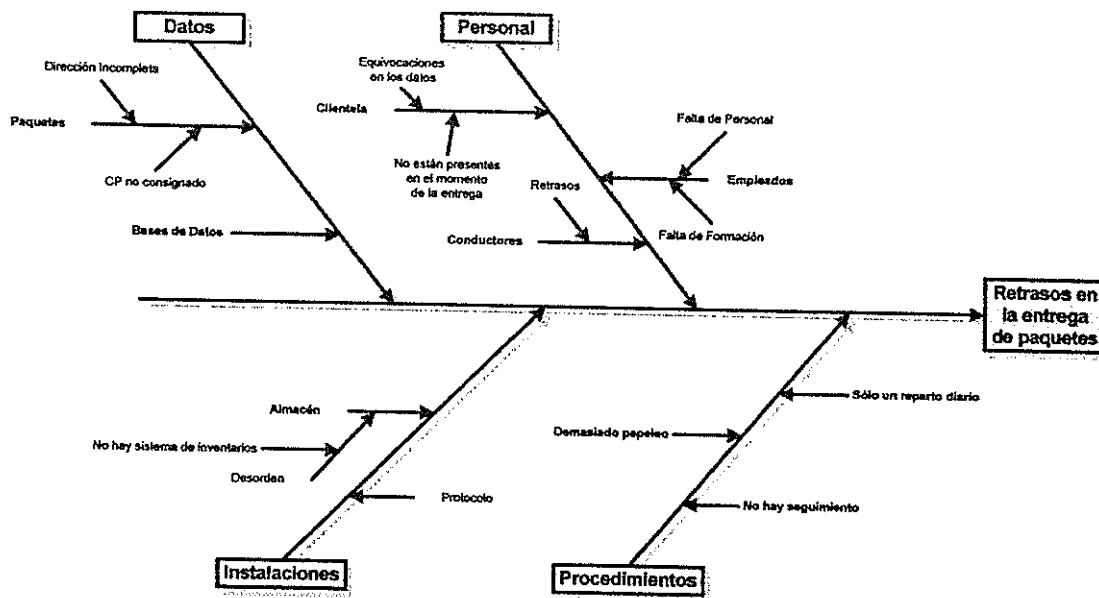 Datos
Personal
Dirección Incompleta
Paquetes
CP no consignado
Bases de Datos
Equivocaciones
en los datos
Clientela
No están presentes
en el momento
de la entrega
Falta de Personal
Empleados
Falta de Formación
Retrasos
Conductores
Retrasos en
la entrega
de paquetes
Almacén
No hay sistema de inventarios
Desorden
Protocolo
Sólo un reparto diario
Demasiado papeleo
No hay seguimiento
Instalaciones
Procedimientos